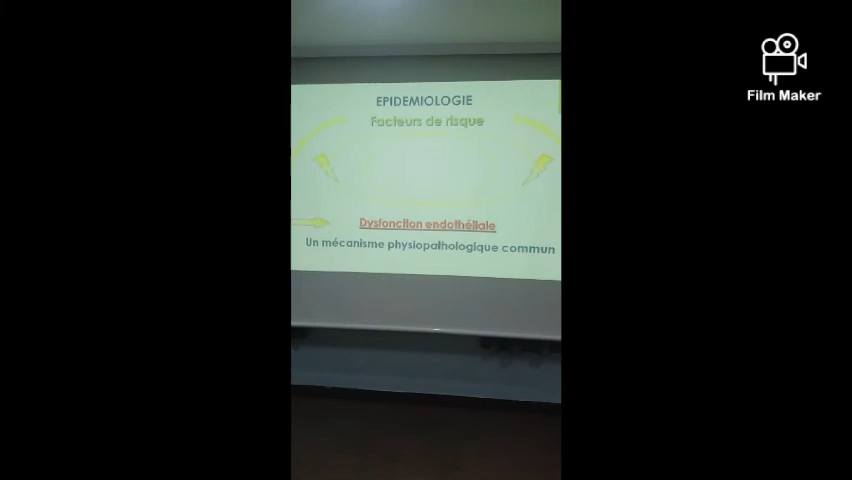 EPIDEMIOLOGIE
Facteurs de risque
Dysfonction endothéliale
Un mécanisme physiopathologique commun
Film Maker